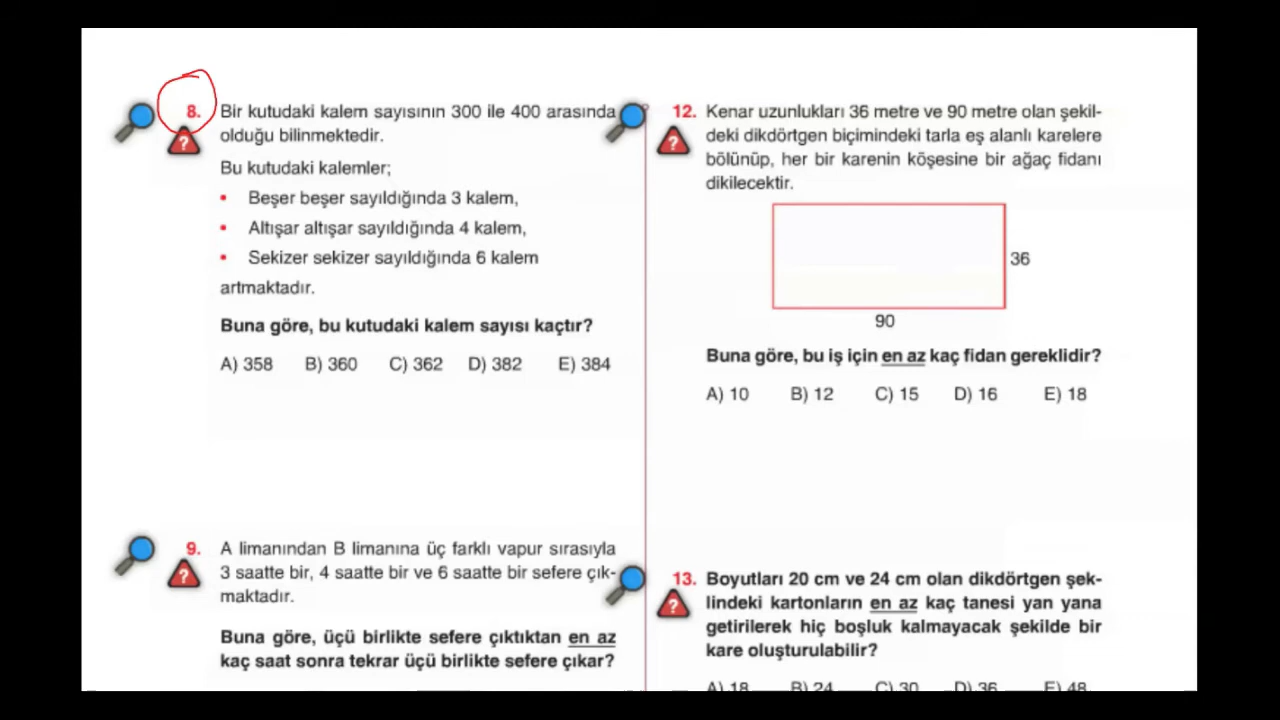 8. Bir kutudaki kalem sayısının 300 ile 400 arasında
olduğu bilinmektedir.
Bu kutudaki kalemler;
• Beşer beşer sayıldığında 3 kalem,
• Altışar altışar sayıldığında 4 kalem,
• Sekizer sekizer sayıldığında 6 kalem
artmaktadır.
Buna göre, bu kutudaki kalem sayısı kaçtır?
A) 358 B) 360 C) 362 D) 382 E) 384
9. A limanından B limanına üç farklı vapur sırasıyla
3 saatte bir, 4 saatte bir ve 6 saatte bir sefere çık-
maktadır.
Buna göre, üçü birlikte sefere çıktıktan en az
kaç saat sonra tekrar üçü birlikte sefere çıkar?
12. Kenar uzunlukları 36 metre ve 90 metre olan şekil-
deki dikdörtgen biçimindeki tarla eş alanlı karelere
bölünüp, her bir karenin köşesine bir ağaç fidanı
dikilecektir.
36
90
Buna göre, bu iş için en az kaç fidan gereklidir?
A) 10 B) 12 C) 15 D) 16 E) 18
13. Boyutları 20 cm ve 24 cm olan dikdörtgen şek-
lindeki kartonların en az kaç tanesi yan yana
getirilerek hiç boşluk kalmayacak şekilde bir
kare oluşturulabilir?
A) 18 B) 24 C) 30 D) 36 E) 48